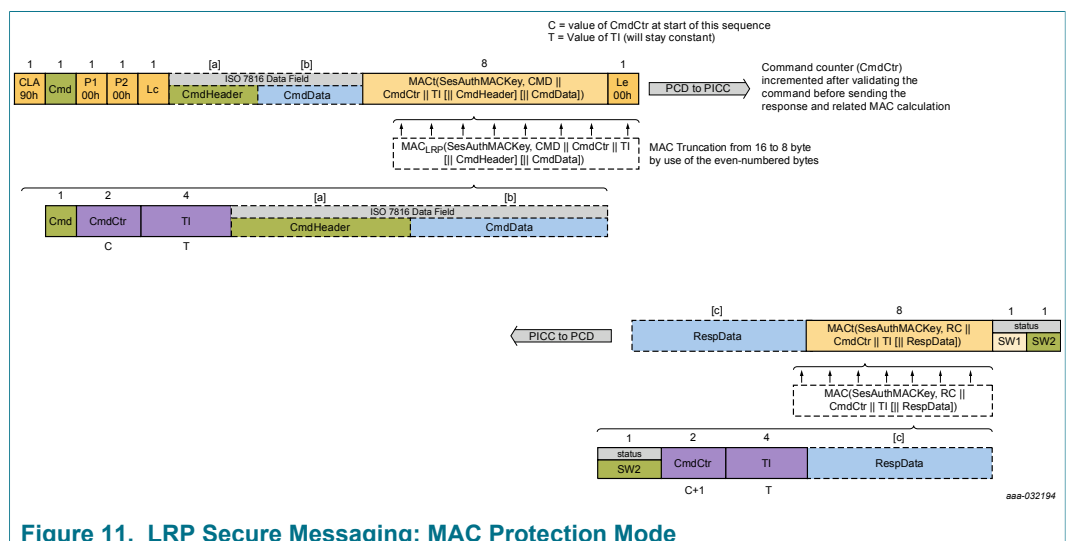 C = value of CmdCtr at start of this sequence
T = Value of TI (will stay constant)
1 1 1 1 1 [a] [b] 8 1
CLA 90h
Cmd
P1 00h
P2 00h
Lc
ISO 7816 Data Field
CmdHeader
CmdData
MACt(SesAuthMACKey, CMD ||
CmdCtr || TI [|| CmdHeader] [|| CmdData])
Le 00h
PCD to PICC
Command counter (CmdCtr)
incremented after validating the
command before sending the
response and related MAC calculation
MACLRP(SesAuthMACKey, CMD || CmdCtr || TI
[|| CmdHeader] [|| CmdData])
MAC Truncation from 16 to 8 byte
by use of the even-numbered bytes
1 2 4 [a] [b]
Cmd
CmdCtr
TI
ISO 7816 Data Field
CmdHeader
CmdData
C T
[c] 8 1 1
PICC to PCD
RespData
MACt(SesAuthMACKey, RC ||
CmdCtr || TI [|| RespData])
status
SW1 SW2
MAC(SesAuthMACKey, RC ||
CmdCtr || TI [|| RespData])
1 2 4 [c]
status
SW2
CmdCtr
TI
RespData
C+1 T
aaa-032194
Figure 11. LRP Secure Messaging: MAC Protection Mode